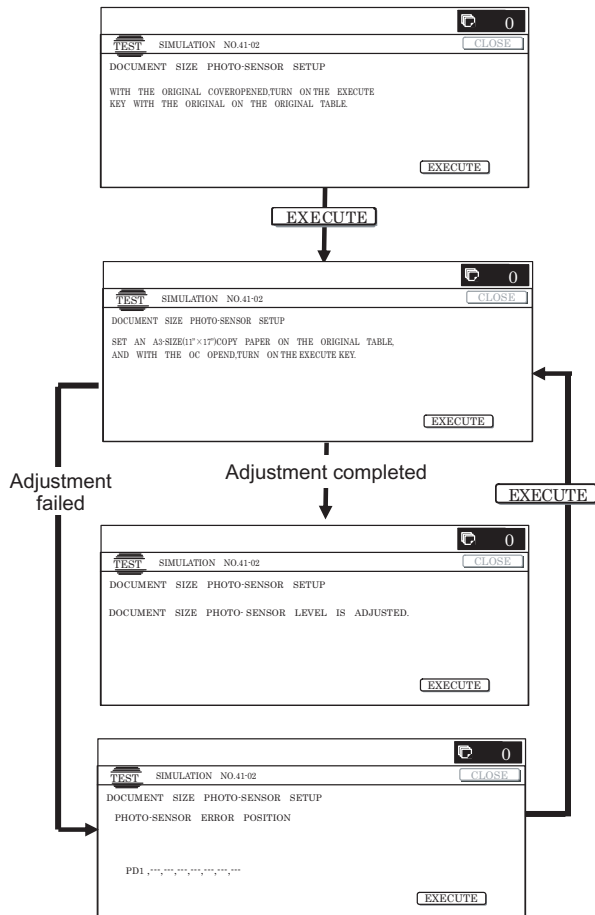 0
TEST SIMULATION NO.41-02 CLOSE
DOCUMENT SIZE PHOTO-SENSOR SETUP
WITH THE ORIGINAL COVEROPENED,TURN ON THE EXECUTE
KEY WITH THE ORIGINAL ON THE ORIGINAL TABLE.
EXECUTE
EXECUTE
0
TEST SIMULATION NO.41-02 CLOSE
DOCUMENT SIZE PHOTO-SENSOR SETUP
SET AN A3-SIZE(11"×17")COPY PAPER ON THE ORIGINAL TABLE,
AND WITH THE OC OPEND,TURN ON THE EXECUTE KEY.
EXECUTE
Adjustment
failed
Adjustment completed
EXECUTE
0
TEST SIMULATION NO.41-02 CLOSE
DOCUMENT SIZE PHOTO-SENSOR SETUP
DOCUMENT SIZE PHOTO- SENSOR LEVEL IS ADJUSTED.
EXECUTE
0
TEST SIMULATION NO.41-02 CLOSE
DOCUMENT SIZE PHOTO-SENSOR SETUP
PHOTO-SENSOR ERROR POSITION
PD1 ,---,---,---,---,---,---,---
EXECUTE